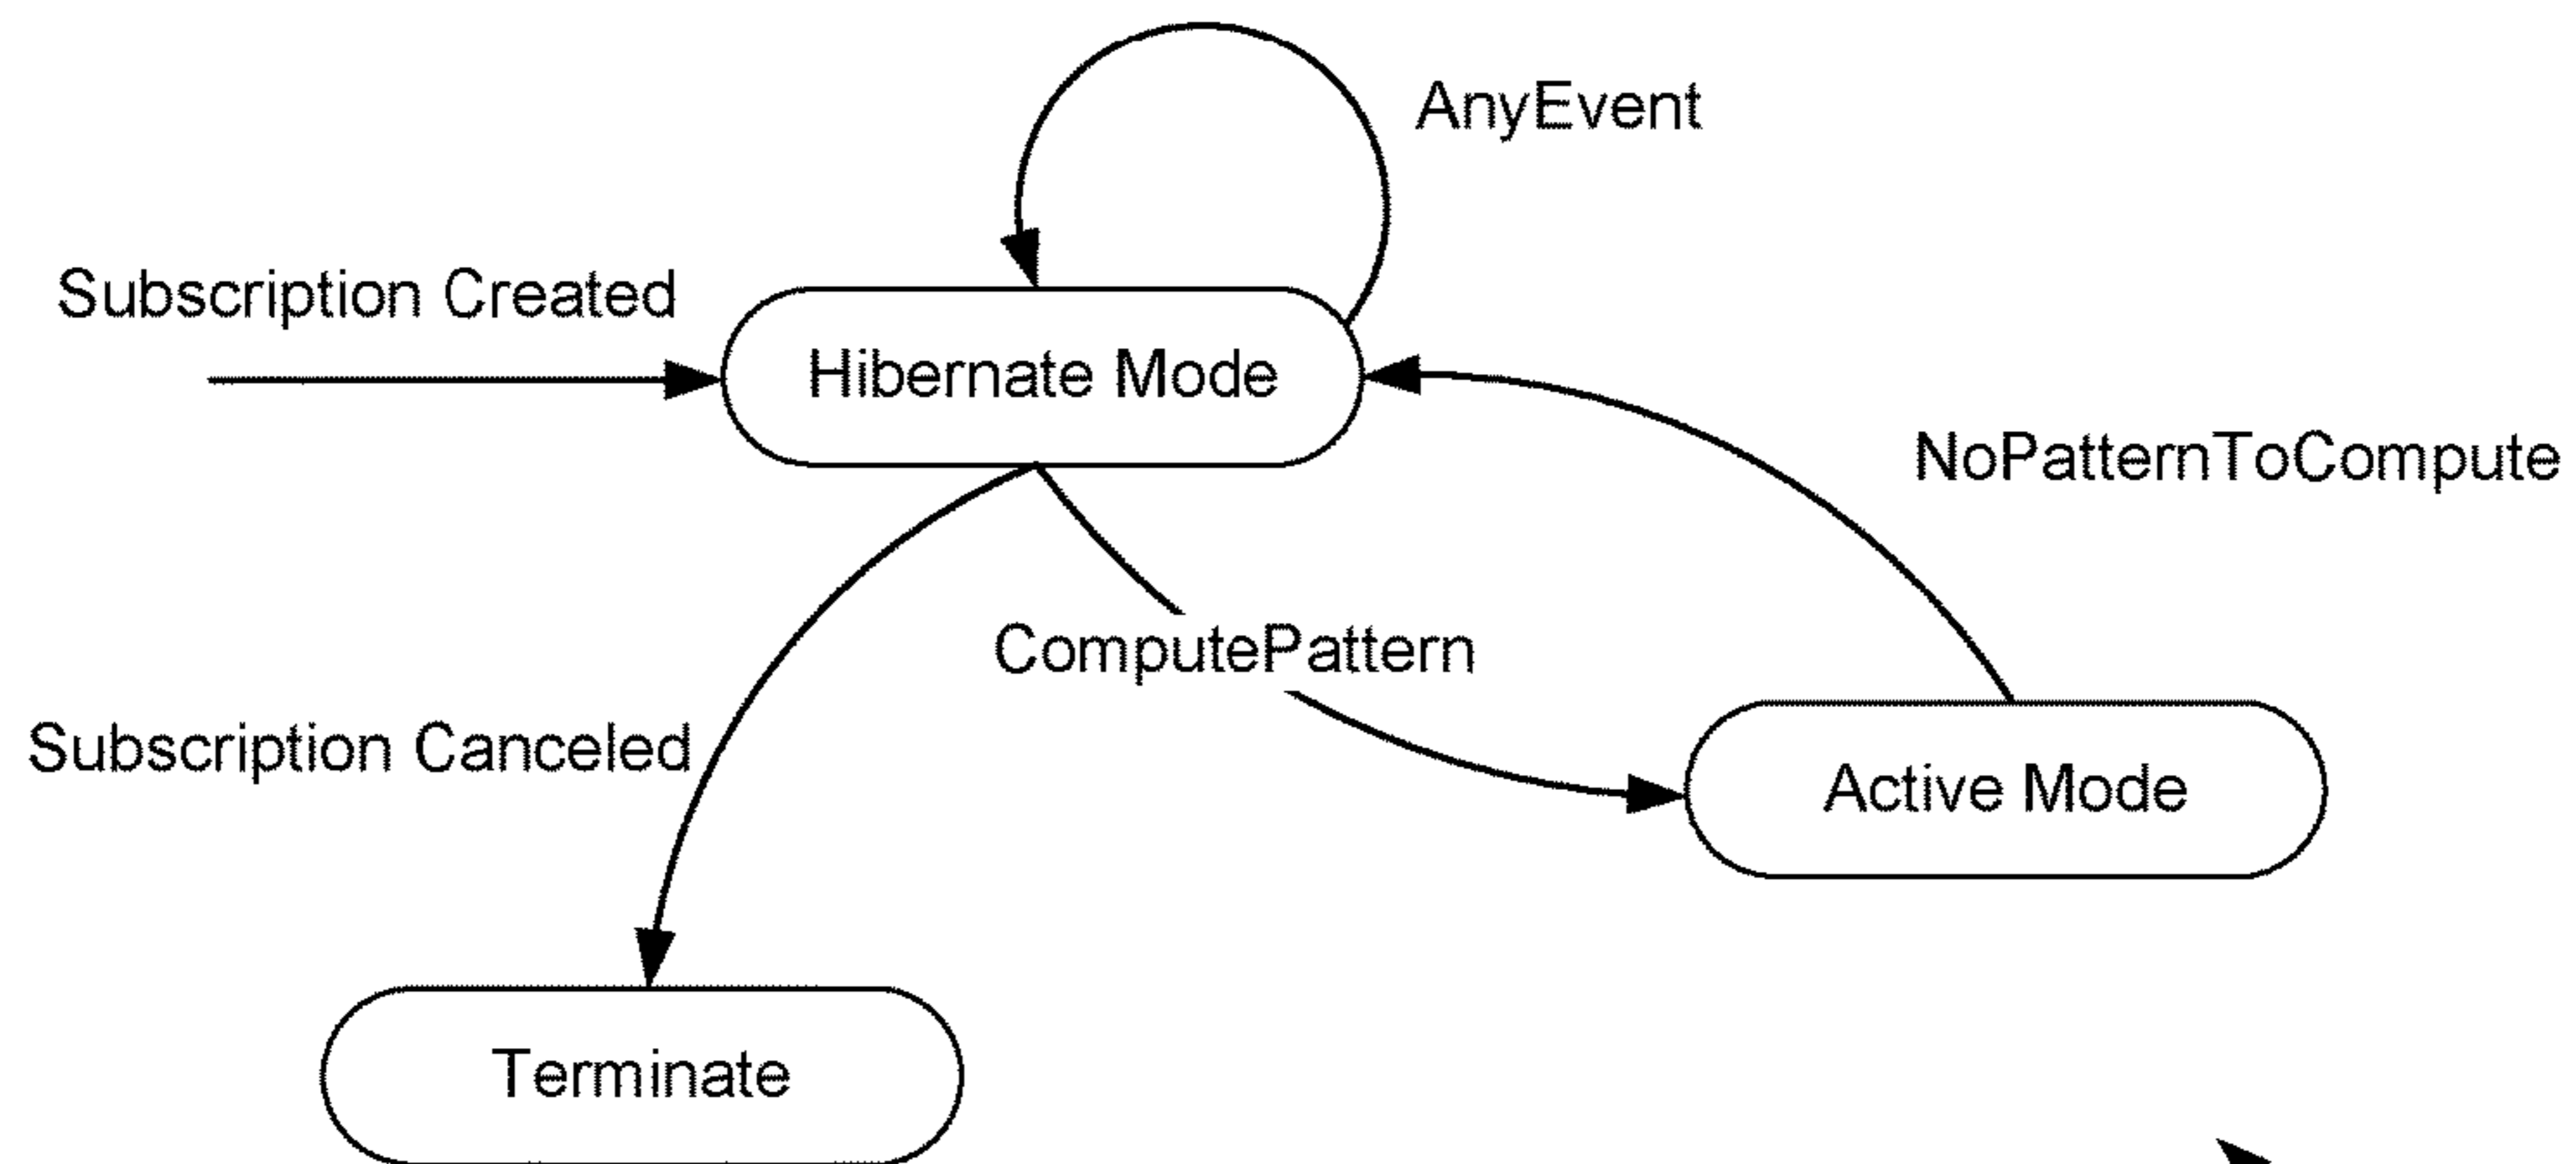 AnyEvent
Subscription Created
Hibernate Mode
NoPatternToCompute
ComputePattern
Subscription Canceled
Active Mode
Terminate